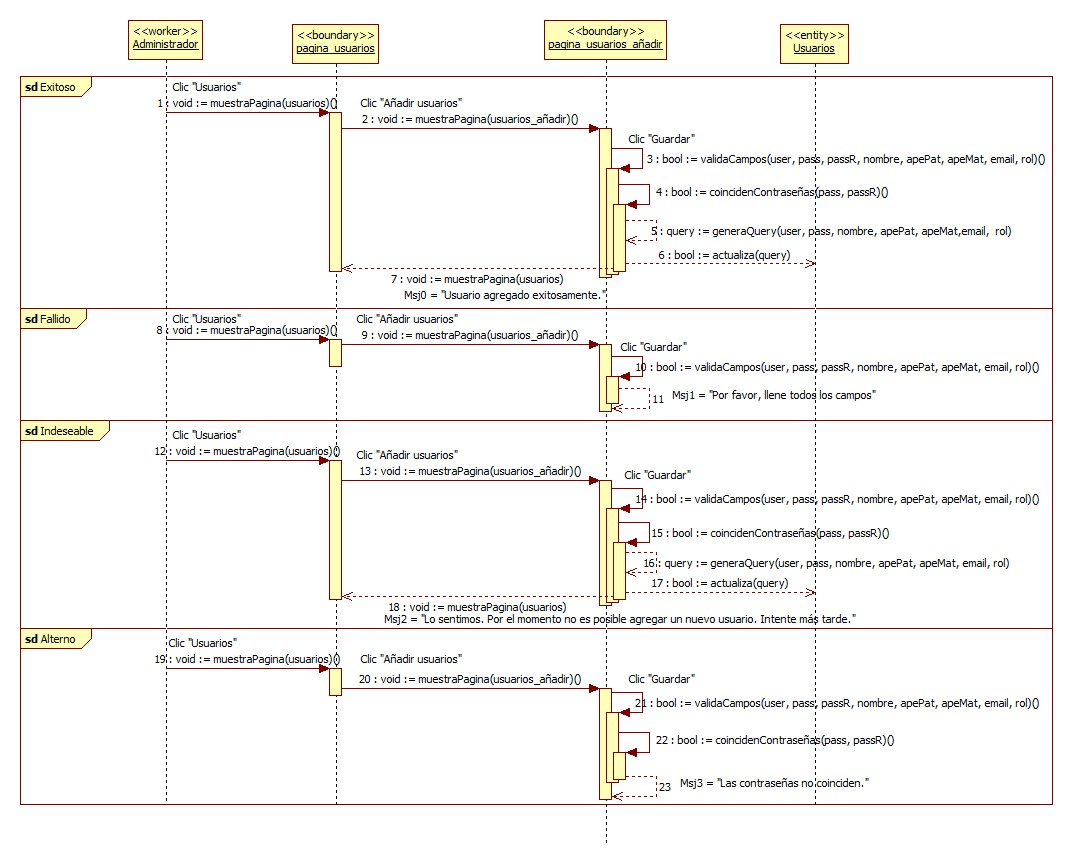 <<worker>>
Administrador
<<boundary>>
pagina_usuarios
<<boundary>>
pagina_usuarios_añadir
<<entity>>
Usuarios
sd Exitoso
Clic "Usuarios"
1 : void := muestraPagina(usuarios)()
Clic "Añadir usuarios"
2 : void := muestraPagina(usuarios_añadir)()
Clic "Guardar"
3 : bool := validaCampos(user, pass, passR, nombre, apePat, apeMat, email, rol)()
4 : bool := coincidenContraseñas(pass, passR)()
5 : query := generaQuery(user, pass, nombre, apePat, apeMat,email, rol)
6 : bool := actualiza(query)
7 : void := muestraPagina(usuarios)
Msj0 = "Usuario agregado exitosamente."
sd Fallido
Clic "Usuarios"
8 : void := muestraPagina(usuarios)()
Clic "Añadir usuarios"
9 : void := muestraPagina(usuarios_añadir)()
Clic "Guardar"
10 : bool := validaCampos(user, pass, passR, nombre, apePat, apeMat, email, rol)()
11
Msj1 = "Por favor, llene todos los campos"
sd Indeseable
Clic "Usuarios"
12 : void := muestraPagina(usuarios)()
Clic "Añadir usuarios"
13 : void := muestraPagina(usuarios_añadir)()
Clic "Guardar"
14 : bool := validaCampos(user, pass, passR, nombre, apePat, apeMat, email, rol)()
15 : bool := coincidenContraseñas(pass, passR)()
16 : query := generaQuery(user, pass, nombre, apePat, apeMat, email, rol)
17 : bool := actualiza(query)
18 : void := muestraPagina(usuarios)
Msj2 = "Lo sentimos. Por el momento no es posible agregar un nuevo usuario. Intente más tarde."
sd Alterno
Clic "Usuarios"
19 : void := muestraPagina(usuarios)()
Clic "Añadir usuarios"
20 : void := muestraPagina(usuarios_añadir)()
Clic "Guardar"
21 : bool := validaCampos(user, pass, passR, nombre, apePat, apeMat, email, rol)()
22 : bool := coincidenContraseñas(pass, passR)()
23
Msj3 = "Las contraseñas no coinciden."